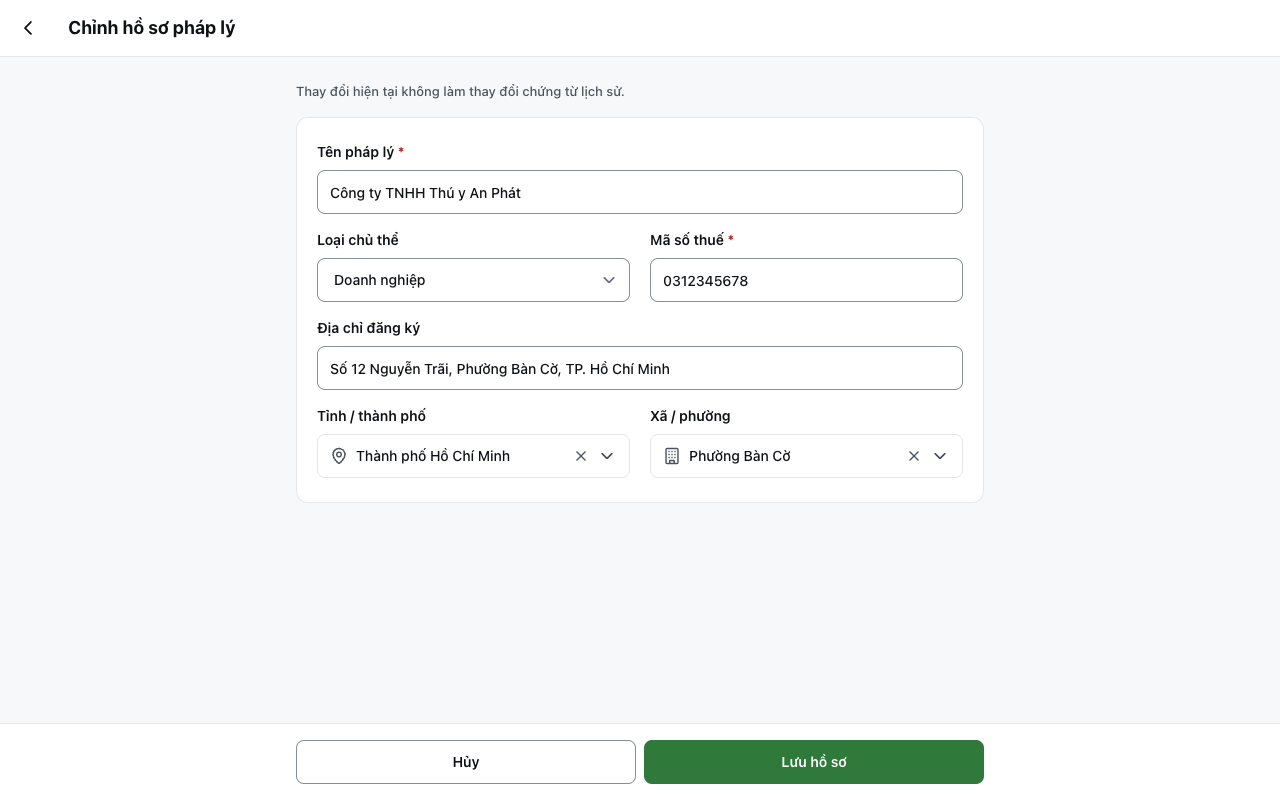 Chỉnh hồ sơ pháp lý
Thay đổi hiện tại không làm thay đổi chứng từ lịch sử.
Tên pháp lý *
Công ty TNHH Thú y An Phát
Loại chủ thể
Mã số thuế *
Doanh nghiệp
0312345678
Địa chỉ đăng ký
Số 12 Nguyễn Trãi, Phường Bàn Cờ, TP. Hồ Chí Minh
Tỉnh / thành phố
Xã / phường
Thành phố Hồ Chí Minh
Phường Bàn Cờ
Hủy
Lưu hồ sơ